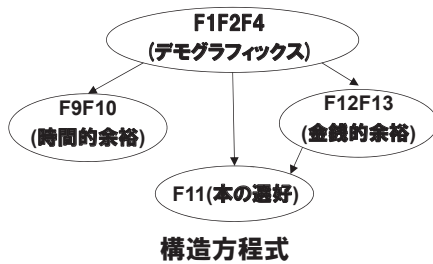 F1F2F4
(デモグラフィックス)
F9F10
(時間的余裕)
F12F13
(金銭的余裕)
F11(本の選好)
構造方程式